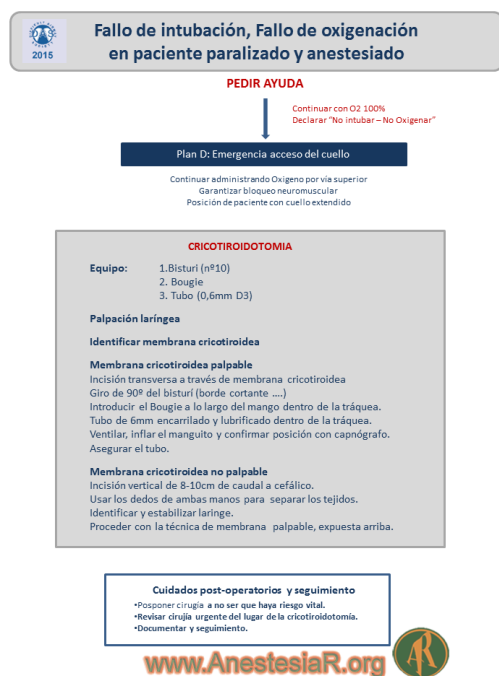 Fallo de intubación, Fallo de oxigenación
en paciente paralizado y anestesiado
2015
PEDIR AYUDA
Continuar con O2 100%
Declarar “No intubar – No Oxigenar”
Plan D: Emergencia acceso del cuello
Continuar administrando Oxigeno por vía superior
Garantizar bloqueo neuromuscular
Posición de paciente con cuello extendido
CRICOTIROIDOTOMIA
Equipo: 1.Bisturi (nº10)
2. Bougie
3. Tubo (0,6mm D3)
Palpación laríngea
Identificar membrana cricotiroidea
Membrana cricotiroidea palpable
Incisión transversa a través de membrana cricotiroidea
Giro de 90º del bisturí (borde cortante ....)
Introducir el Bougie a lo largo del mango dentro de la tráquea.
Tubo de 6mm encarrilado y lubrificado dentro de la tráquea.
Ventilar, inflar el manguito y confirmar posición con capnógrafo.
Asegurar el tubo.
Membrana cricotiroidea no palpable
Incisión vertical de 8-10cm de caudal a cefálico.
Usar los dedos de ambas manos para separar los tejidos.
Identificar y estabilizar laringe.
Proceder con la técnica de membrana palpable, expuesta arriba.
Cuidados post-operatorios y seguimiento
•Posponer cirugía a no ser que haya riesgo vital.
•Revisar cirujía urgente del lugar de la cricotiroidotomía.
•Documentar y seguimiento.
www.AnestesiaR.org
AR